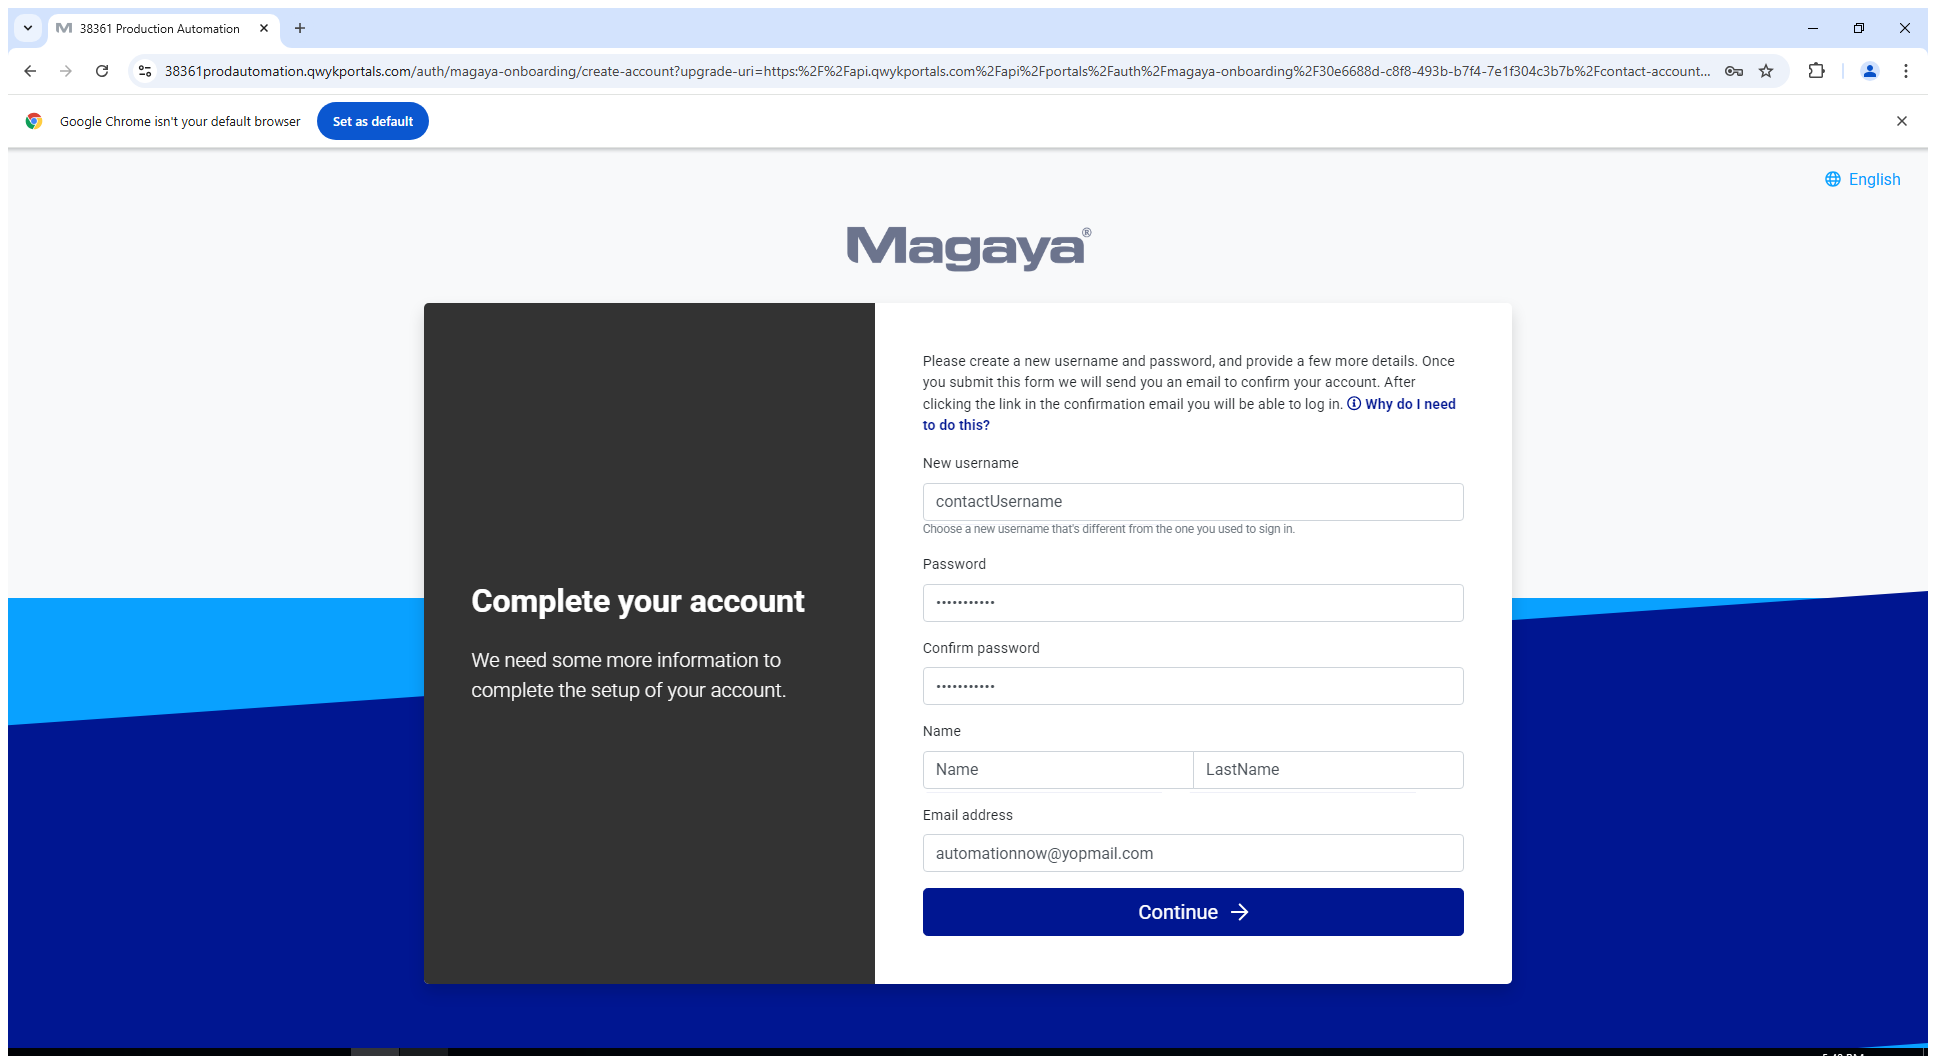 38361 Production Automation
38361prodautomation.qwykportals.com/auth/magaya-onboarding/create-account?upgrade-uri=https:%2F%2Fapi.qwykportals.com%2Fapi%2Fportals%2Fauth%2Fmagaya-onboarding%2F30e6688d-c8f8-493b-b7f4-7e1f304c3b7b%2Fcontact-account...
Google Chrome isn't your default browser
Set as default
English
Magaya®
Complete your account
We need some more information to
complete the setup of your account.
Please create a new username and password, and provide a few more details. Once
you submit this form we will send you an email to confirm your account. After
clicking the link in the confirmation email you will be able to log in. Why do I need
to do this?
New username
contactUsername
Choose a new username that's different from the one you used to sign in.
Password
•••••••••••
Confirm password
•••••••••••
Name
Name
LastName
Email address
automationnow@yopmail.com
Continue